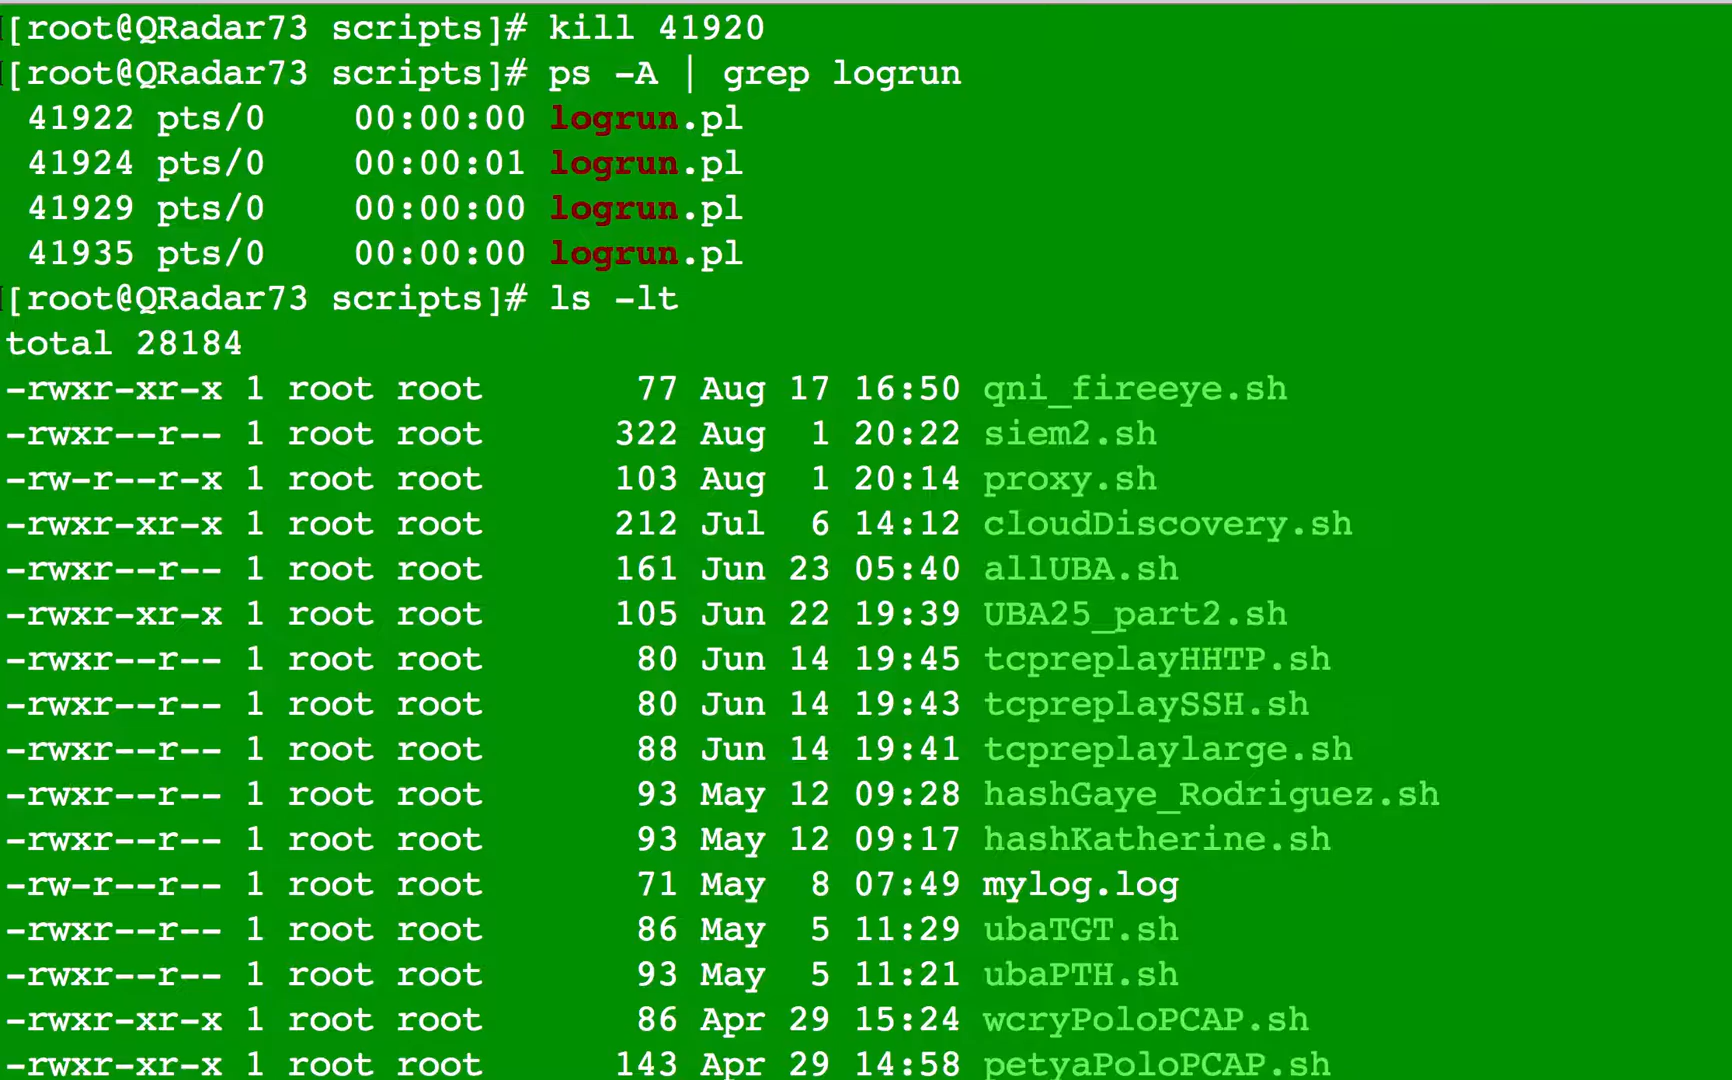 [root@QRadar73 scripts]# kill 41920
[root@QRadar73 scripts]# ps -A | grep logrun
41922 pts/0    00:00:00 logrun.pl
41924 pts/0    00:00:01 logrun.pl
41929 pts/0    00:00:00 logrun.pl
41935 pts/0    00:00:00 logrun.pl
[root@QRadar73 scripts]# ls -lt
total 28184
-rwxr-xr-x 1 root root       77 Aug 17 16:50 qni_fireeye.sh
-rwxr--r-- 1 root root      322 Aug  1 20:22 siem2.sh
-rw-r--r-x 1 root root      103 Aug  1 20:14 proxy.sh
-rwxr-xr-x 1 root root      212 Jul  6 14:12 cloudDiscovery.sh
-rwxr--r-- 1 root root      161 Jun 23 05:40 allUBA.sh
-rwxr-xr-x 1 root root      105 Jun 22 19:39 UBA25_part2.sh
-rwxr--r-- 1 root root       80 Jun 14 19:45 tcpreplayHHTP.sh
-rwxr--r-- 1 root root       80 Jun 14 19:43 tcpreplaySSH.sh
-rwxr--r-- 1 root root       88 Jun 14 19:41 tcpreplaylarge.sh
-rwxr--r-- 1 root root       93 May 12 09:28 hashGaye_Rodriguez.sh
-rwxr--r-- 1 root root       93 May 12 09:17 hashKatherine.sh
-rw-r--r-- 1 root root       71 May  8 07:49 mylog.log
-rwxr--r-- 1 root root       86 May  5 11:29 ubaTGT.sh
-rwxr--r-- 1 root root       93 May  5 11:21 ubaPTH.sh
-rwxr-xr-x 1 root root       86 Apr 29 15:24 wcryPoloPCAP.sh
-rwxr-xr-x 1 root root      143 Apr 29 14:58 petyaPoloPCAP.sh